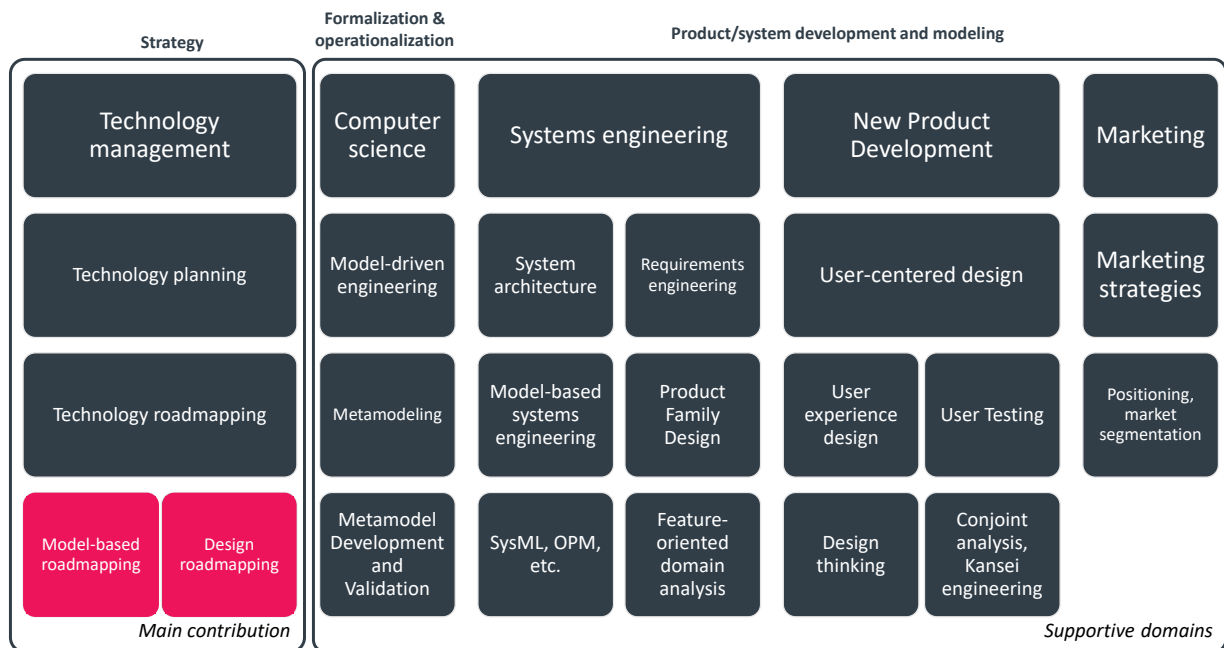 Strategy
Formalization &
operationalization
Product/system development and modeling
Technology
management
Computer
science
Systems engineering
New Product
Development
Marketing
Technology planning
Model-driven
engineering
System
architecture
Requirements
engineering
User-centered design
Marketing
strategies
Technology roadmapping
Metamodeling
Model-based
systems
engineering
Product
Family
Design
User
experience
design
User Testing
Positioning,
market
segmentation
Model-based
roadmapping
Design
roadmapping
Metamodel
Development
and
Validation
SysML, OPM,
etc.
Feature-
oriented
domain
analysis
Design
thinking
Conjoint
analysis,
Kansei
engineering
Main contribution
Supportive domains